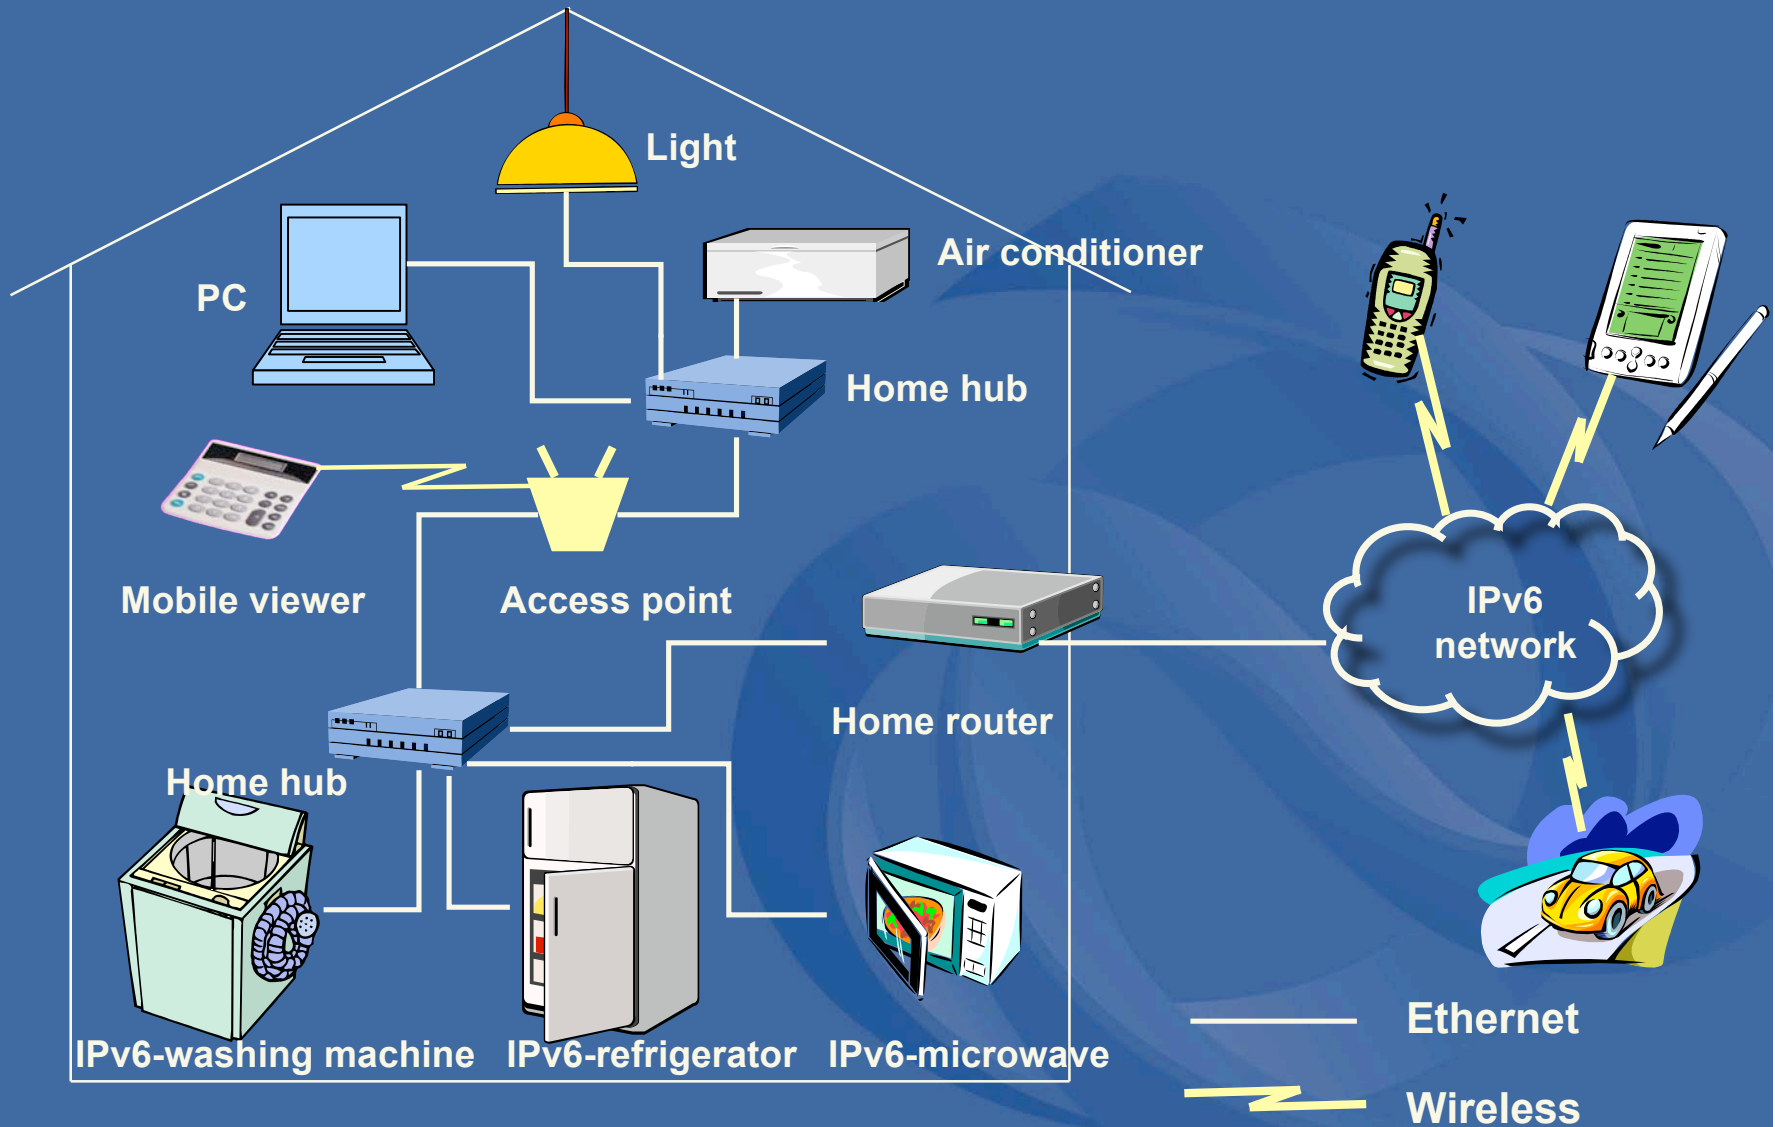 Light
Air conditioner
PC
Home hub
Mobile viewer
Access point
IPv6
network
Home router
Home hub
IPv6-washing machine
IPv6-refrigerator
IPv6-microwave
Ethernet
Wireless